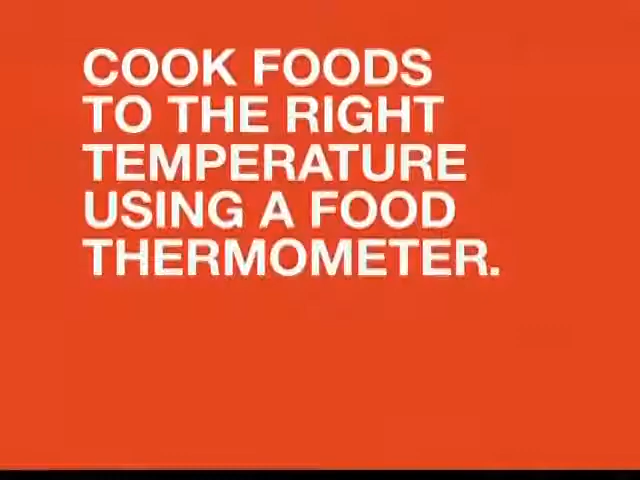 COOK FOODS
TO THE RIGHT
TEMPERATURE
USING A FOOD
THERMOMETER.